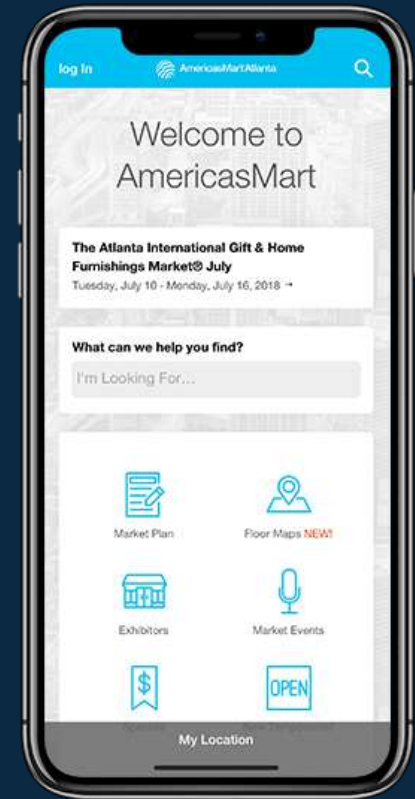 log In
AmericasMartAtlanta
Welcome to
AmericasMart
The Atlanta International Gift & Home
Furnishings Market® July
Tuesday, July 10 - Monday, July 16, 2018 →
What can we help you find?
I'm Looking For...
Market Plan
Floor Maps NEW!
Exhibitors
Market Events
$
OPEN
My Location